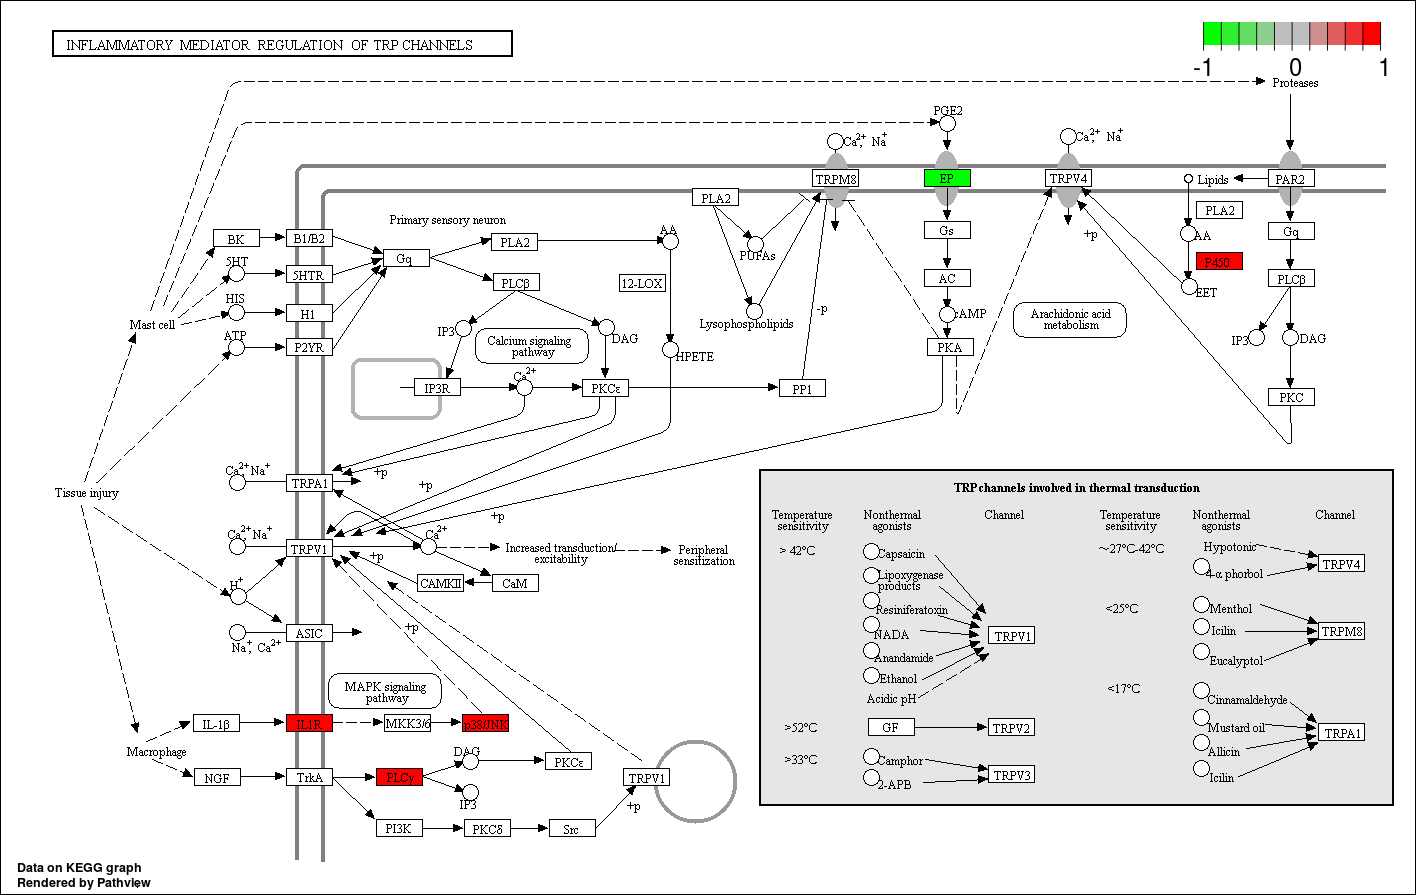 INFLAMMATORY MEDIATOR REGULATION OF TRP CHANNELS
-1 0 1
Proteases
PGE2
Ca2+, Na+
Ca2+, Na+
TRPM8
EP
TRPV4
Lipids
PAR2
PLA2
PLA2
Primary sensory neuron
BK
B1/B2
Gq
PLA2
AA
PUFAs
Gs
+p
AA
Gq
5HT
5HTR
PLCβ
12-LOX
AC
P450
PLCβ
EET
HIS
H1
Mast cell
IP3
DAG
Lysophospholipids
-p
cAMP
Arachidonic acid
metabolism
ATP
P2YR
Calcium signaling
pathway
HPETE
PKA
IP3
DAG
Ca2+
IP3R
PKCε
PP1
PKC
Ca2+ Na+
TRPA1
+p
+p
Tissue injury
+p
Ca2+ Na+
TRPV1
Ca2+
Increased transduction/
excitability
Peripheral
sensitization
+p
CAMKII
CaM
H+
ASIC
Na+, Ca2+
+p
MAPK signaling
pathway
IL-1β
IL1R
MKK3/6
p38/JNK
Macrophage
DAG
PKCε
NGF
TrkA
PLCγ
TRPV1
IP3
+p
PI3K
PKCδ
Src
TRP channels involved in thermal transduction
Temperature
sensitivity
Nonthermal
agonists
Channel
Temperature
sensitivity
Nonthermal
agonists
Channel
> 42°C
Capsaicin
Lipoxygenase
products
Resiniferatoxin
NADA
Anandamide
Ethanol
Acidic pH
TRPV1
>52°C
GF
TRPV2
>33°C
Camphor
2-APB
TRPV3
~27°C-42°C
Hypotonic
4-α phorbol
TRPV4
<25°C
Menthol
Icilin
Eucalyptol
TRPM8
<17°C
Cinnamaldehyde
Mustard oil
Allicin
Icilin
TRPA1
Data on KEGG graph
Rendered by Pathview